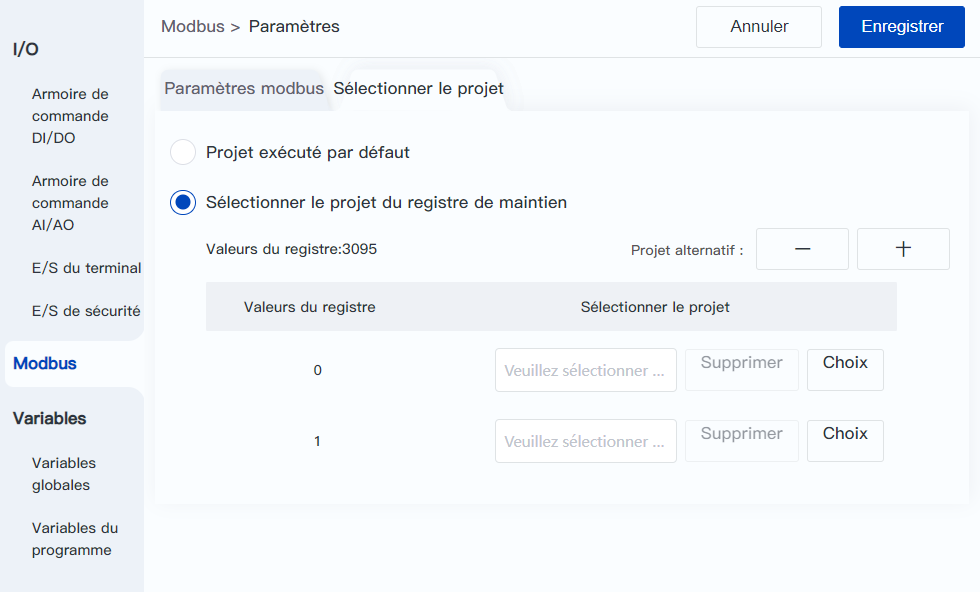 I/O
Armoire de
commande
DI/DO
Armoire de
commande
AI/AO
E/S du terminal
E/S de sécurité
Modbus
Variables
Variables
globales
Variables du
programme
Modbus > Paramètres
Annuler
Enregistrer
Paramètres modbus
Sélectionner le projet
Projet exécuté par défaut
Sélectionner le projet du registre de maintien
Valeurs du registre:3095
Projet alternatif :
Valeurs du registre
Sélectionner le projet
0
Veuillez sélectionner ...
Supprimer
Choix
1
Veuillez sélectionner ...
Supprimer
Choix